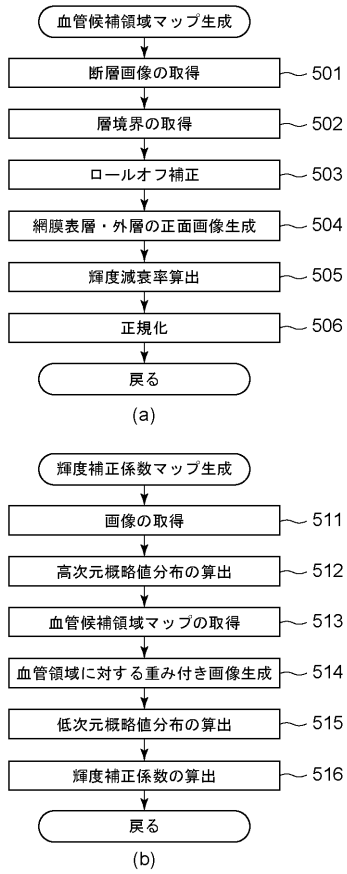 血管候補領域マップ生成
断層画像の取得
501
層境界の取得
502
ロールオフ補正
503
網膜表層・外層の正面画像生成
504
輝度減衰率算出
505
正規化
506
戻る
(a)
輝度補正係数マップ生成
画像の取得
511
高次元概略値分布の算出
512
血管候補領域マップの取得
513
血管領域に対する重み付き画像生成
514
低次元概略値分布の算出
515
輝度補正係数の算出
516
戻る
(b)